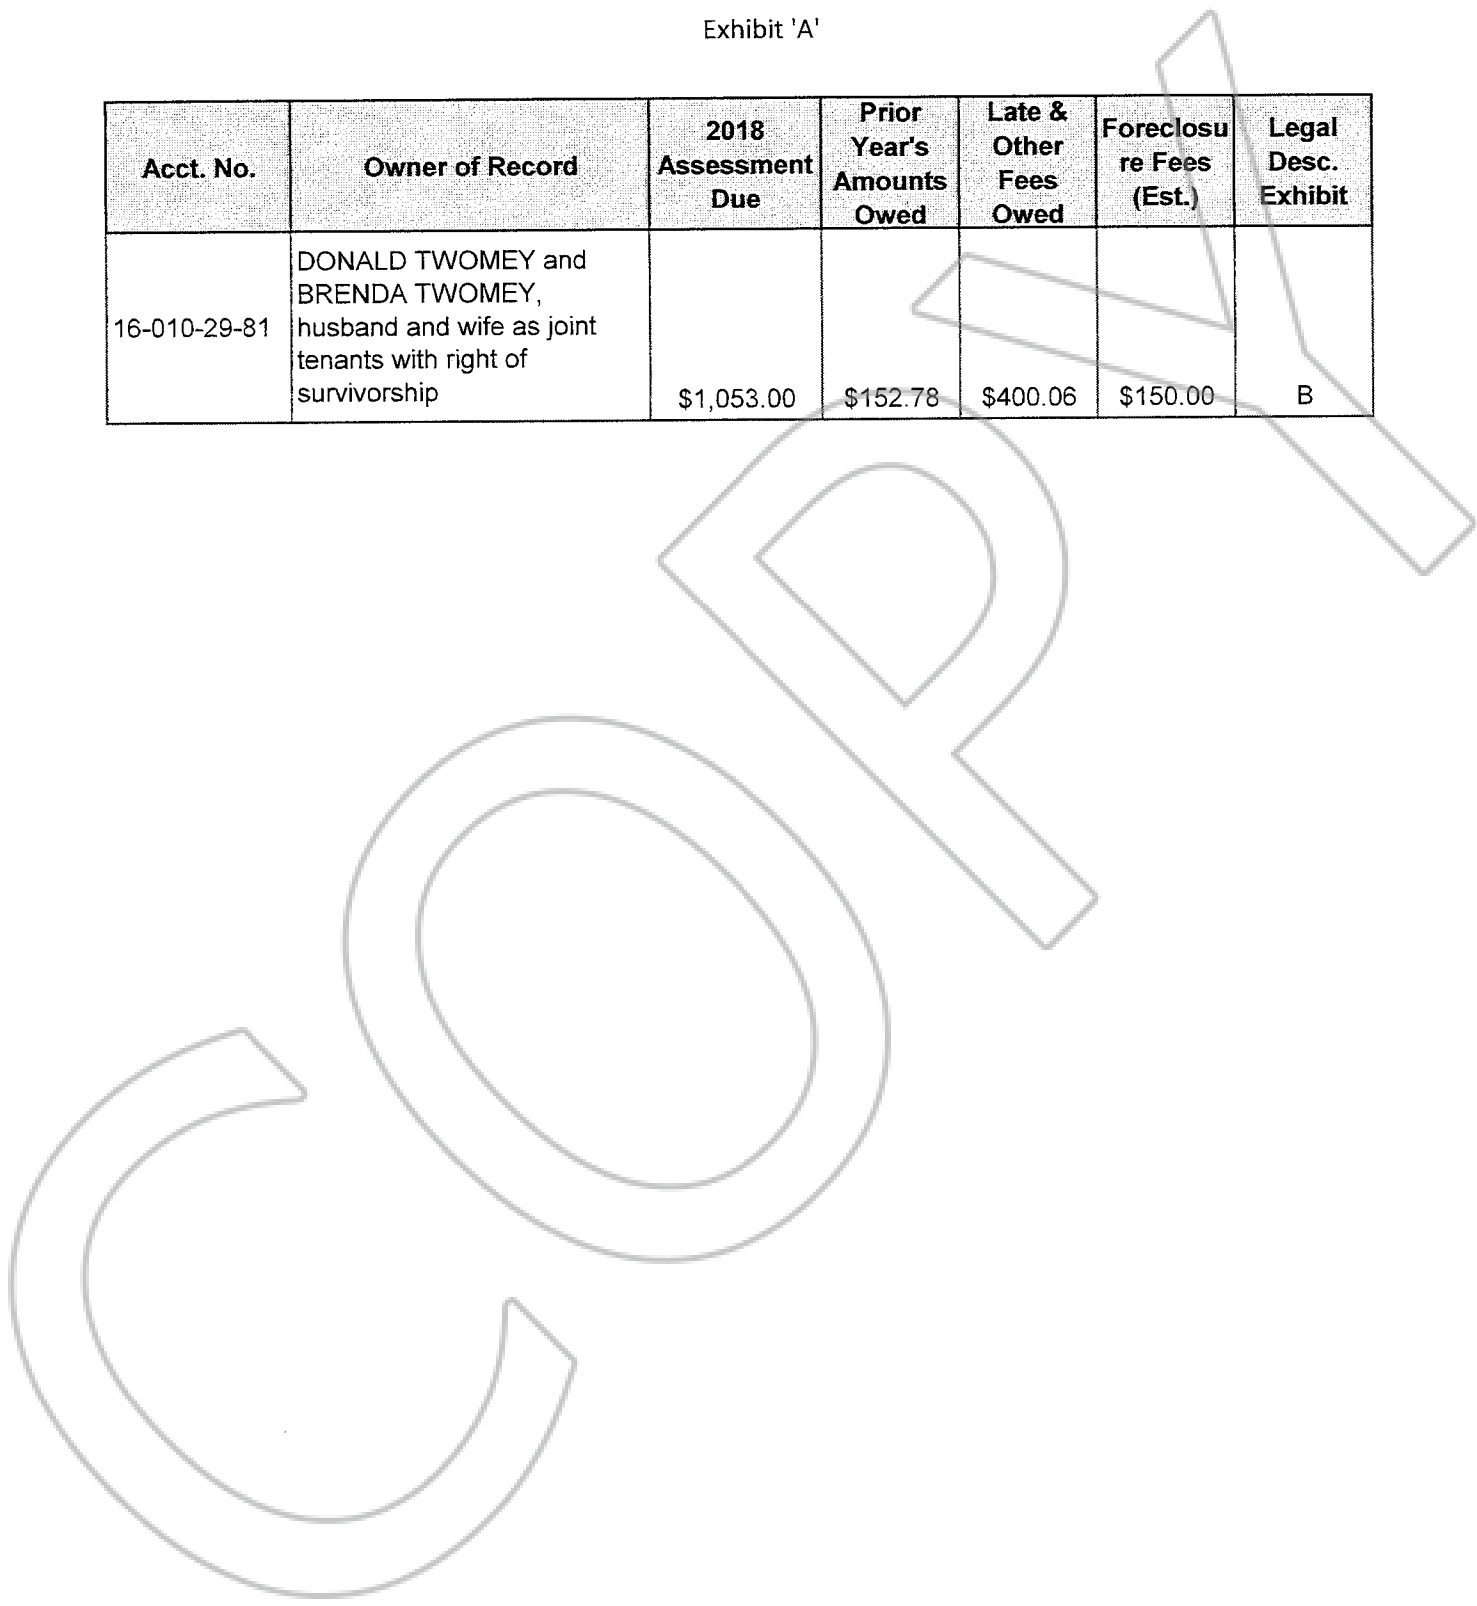 Exhibit 'A'
Acct. No.
Owner of Record
2018
Assessment
Due
Prior
Year's
Amounts
Owed
Late &
Other
Fees
Owed
Foreclosu
re Fees
(Est.)
Legal
Desc.
Exhibit
16-010-29-81
DONALD TWOMEY and
BRENDA TWOMEY,
husband and wife as joint
tenants with right of
survivorship
$1,053.00
$152.78
$400.06
$150.00
B
COPY